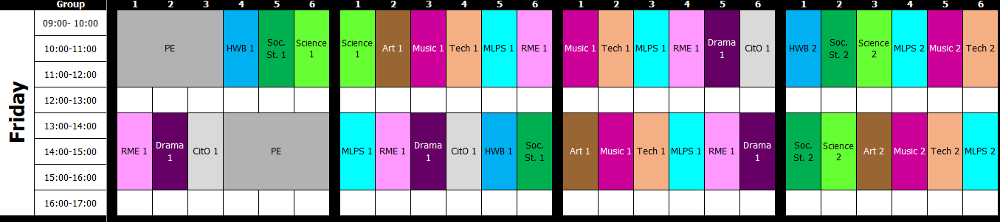 Group 1 2 3 4 5 6 1 2 3 4 5 6 1 2 3 4 5 6 1 2 3 4 5 6
Friday
09:00- 10:00
10:00-11:00
11:00-12:00
PE HWB 1 Soc. St. 1 Science 1 Science 1 Art 1 Music 1 Tech 1 MLPS 1 RME 1 Music 1 Tech 1 MLPS 1 RME 1 Drama 1 CitO 1 HWB 2 Soc. St. 2 Science 2 MLPS 2 Music 2 Tech 2
12:00-13:00
13:00-14:00
14:00-15:00
15:00-16:00
RME 1 Drama 1 CitO 1 PE MLPS 1 RME 1 Drama 1 CitO 1 HWB 1 Soc. St. 1 Art 1 Music 1 Tech 1 MLPS 1 RME 1 Drama 1 Soc. St. 2 Science 2 Art 2 Music 2 Tech 2 MLPS 2
16:00-17:00